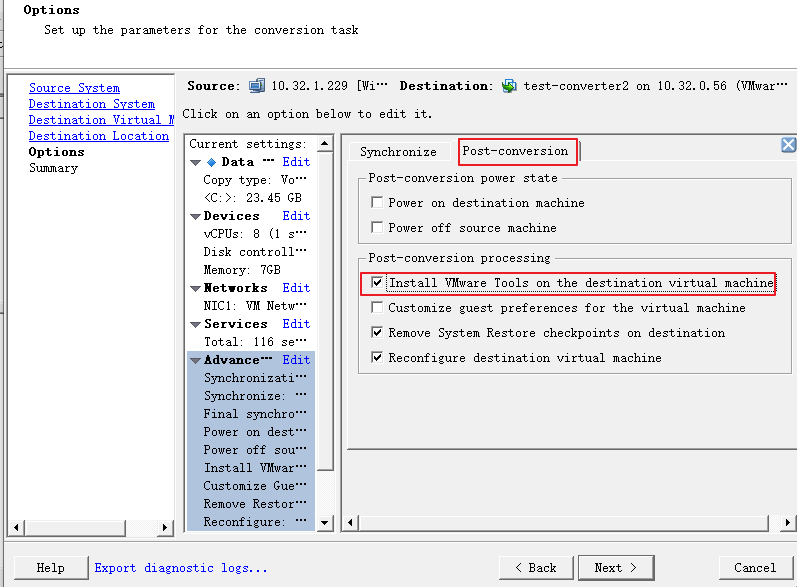 Options
Set up the parameters for the conversion task
Source System
Destination System
Destination Virtual M
Destination Location
Options
Summary
Source: 10.32.1.229 [Wi… Destination: test-converter2 on 10.32.0.56 (VMwar…
Click on an option below to edit it.
Current settings:
Data … Edit
Copy type: Vo…
<C:>: 23.45 GB
Devices Edit
vCPUs: 8 (1 s…
Disk controll…
Memory: 7GB
Networks Edit
NIC1: VM Netw…
Services Edit
Total: 116 se…
Advance… Edit
Synchronizati…
Synchronize: …
Final synchro…
Power on dest…
Power off sou…
Install VMwar…
Customize Gue…
Remove Restor…
Reconfigure: …
Synchronize
Post-conversion
Post-conversion power state
Power on destination machine
Power off source machine
Post-conversion processing
Install VMware Tools on the destination virtual machine
Customize guest preferences for the virtual machine
Remove System Restore checkpoints on destination
Reconfigure destination virtual machine
Help
Export diagnostic logs...
< Back
Next >
Cancel